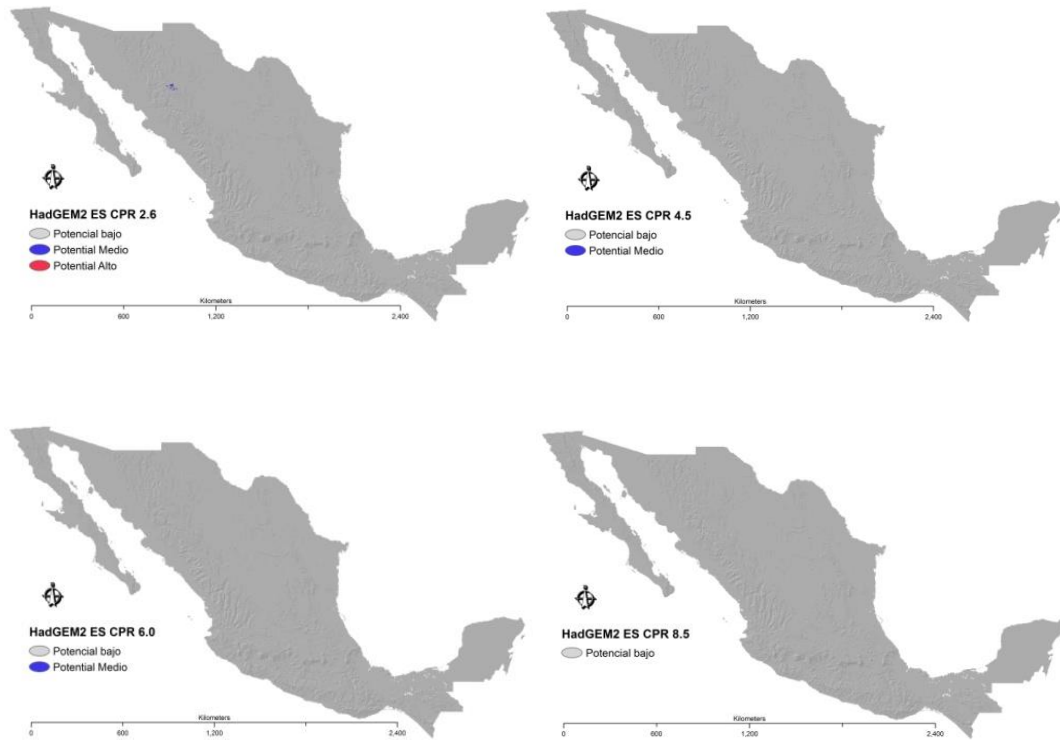 HadGEM2 ES CPR 2.6
Potencial bajo
Potential Medio
Potential Alto
Kilometers
0 600 1,200 2,400
HadGEM2 ES CPR 4.5
Potencial bajo
Potential Medio
Kilometers
0 600 1,200 2,400
HadGEM2 ES CPR 6.0
Potencial bajo
Potential Medio
Kilometers
0 600 1,200 2,400
HadGEM2 ES CPR 8.5
Potencial bajo
Kilometers
0 600 1,200 2,400